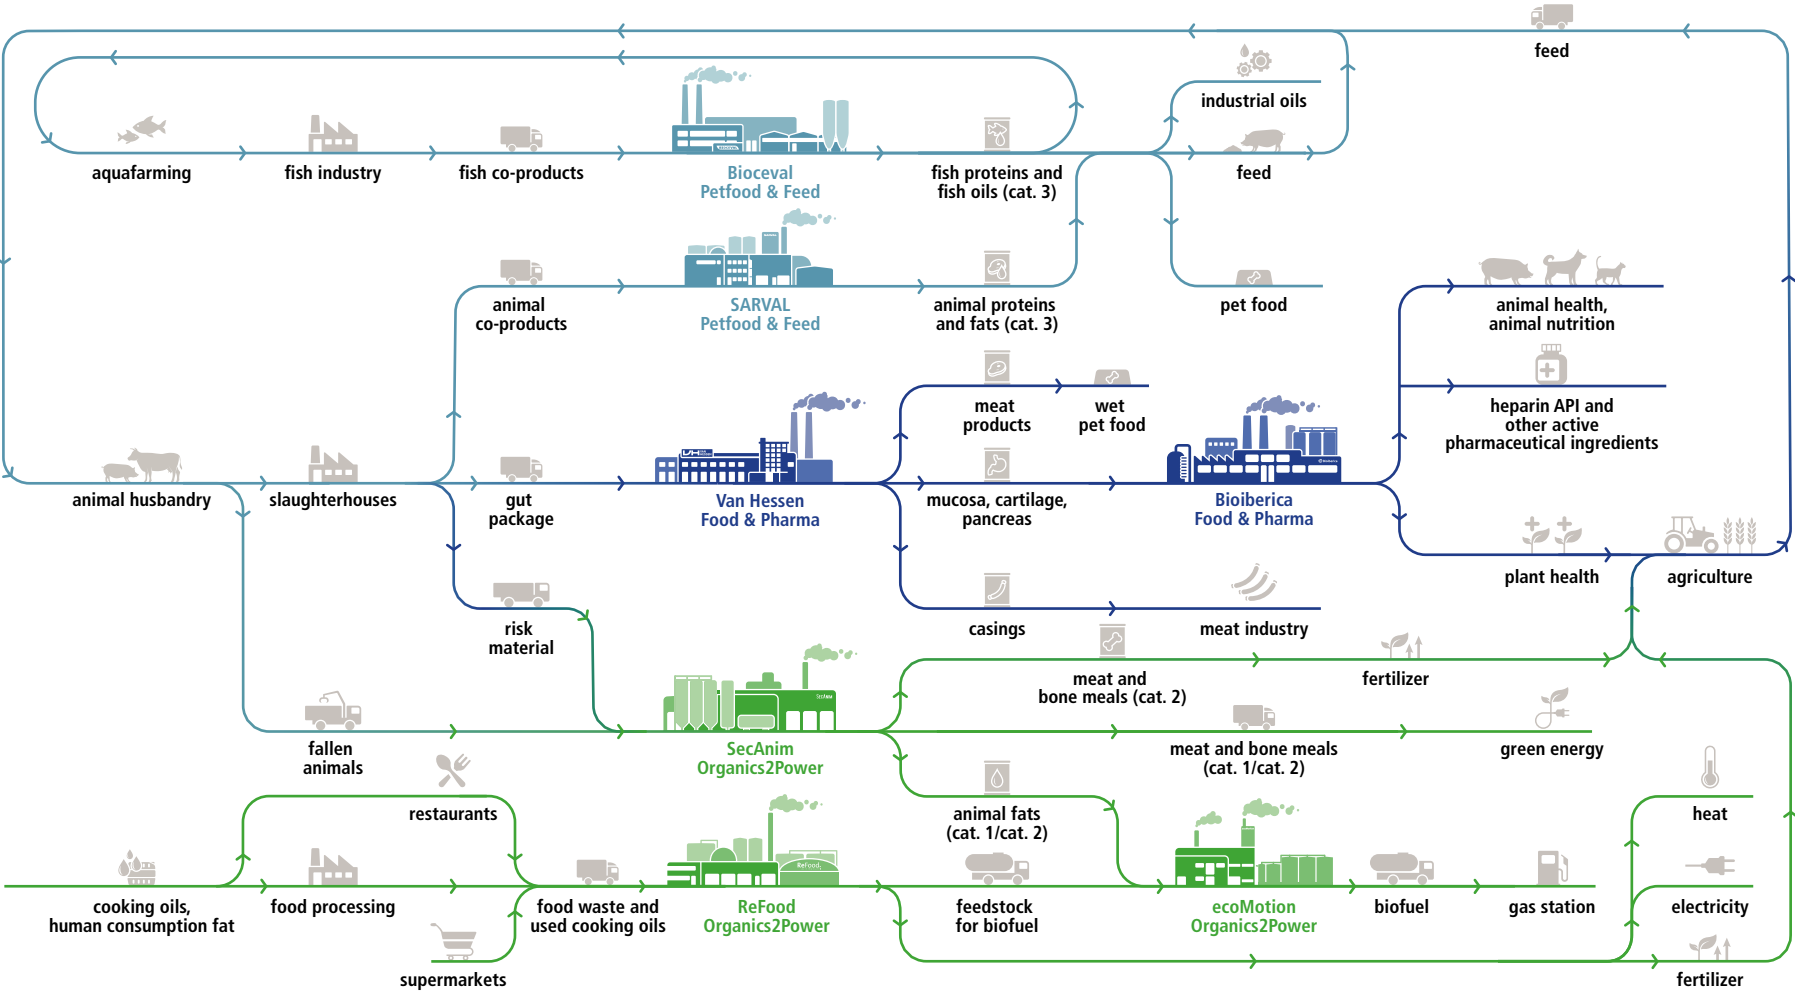 feed
industrial oils
aquafarming
fish industry
fish co-products
Bioceval
Petfood & Feed
fish proteins and
fish oils (cat. 3)
feed
animal
co-products
SARVAL
Petfood & Feed
animal proteins
and fats (cat. 3)
pet food
animal health,
animal nutrition
meat
products
wet
pet food
heparin API and
other active
pharmaceutical ingredients
animal husbandry
slaughterhouses
gut
package
Van Hessen
Food & Pharma
mucosa, cartilage,
pancreas
Bioiberica
Food & Pharma
plant health
agriculture
risk
material
casings
meat industry
SecAnim
meat and
bone meals (cat. 2)
fertilizer
fallen
animals
SecAnim
Organics2Power
meat and bone meals
(cat. 1/cat. 2)
green energy
restaurants
animal fats
(cat. 1/cat. 2)
heat
ReFood
cooking oils,
human consumption fat
food processing
food waste and
used cooking oils
ReFood
Organics2Power
feedstock
for biofuel
ecoMotion
Organics2Power
biofuel
gas station
electricity
supermarkets
fertilizer